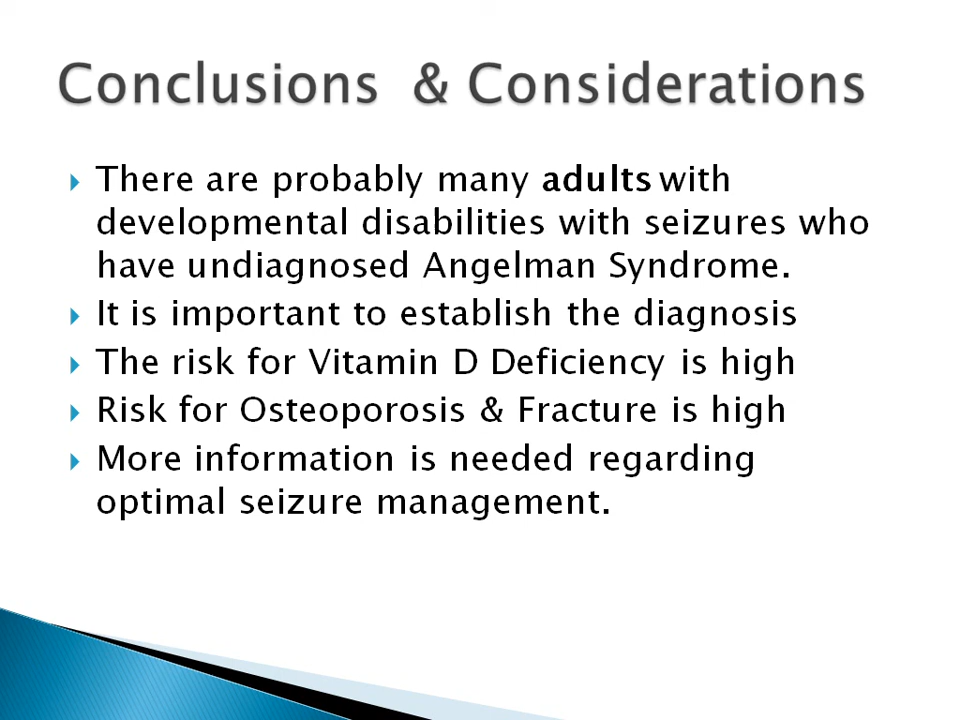 Conclusions & Considerations
There are probably many adults with
developmental disabilities with seizures who
have undiagnosed Angelman Syndrome.
It is important to establish the diagnosis
The risk for Vitamin D Deficiency is high
Risk for Osteoporosis & Fracture is high
More information is needed regarding
optimal seizure management.